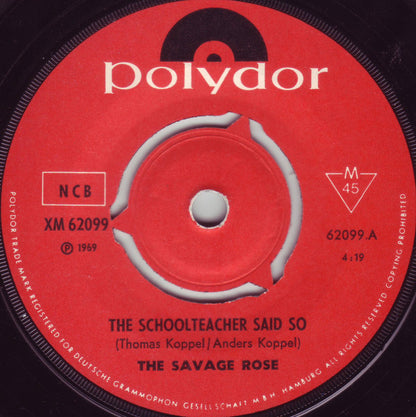 polydor
NCB
XM 62099
℗ 1969
M
45
62099.A
4:19
THE SCHOOLTEACHER SAID SO
(Thomas Koppel/Anders Koppel)
THE SAVAGE ROSE
POLYDOR TRADE MARK REGISTERED FOR DEUTSCHE GRAMMOPHON GESELLSCHAFT M.B.H. HAMBURG ALL RIGHTS RESERVED COPYING PROHIBITED